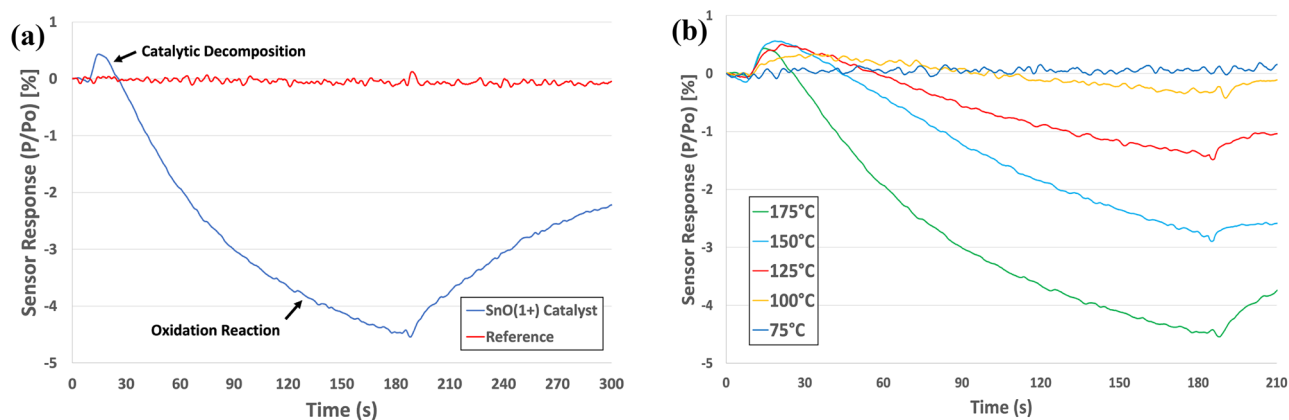 (a)
Sensor Response (P/Po) [%]
1
0
-1
-2
-3
-4
-5
Catalytic Decomposition
Oxidation Reaction
SnO(1+) Catalyst
Reference
0 30 60 90 120 150 180 210 240 270 300
Time (s)
(b)
Sensor Response (P/Po) [%]
1
0
-1
-2
-3
-4
-5
175°C
150°C
125°C
100°C
75°C
0 30 60 90 120 150 180 210
Time (s)